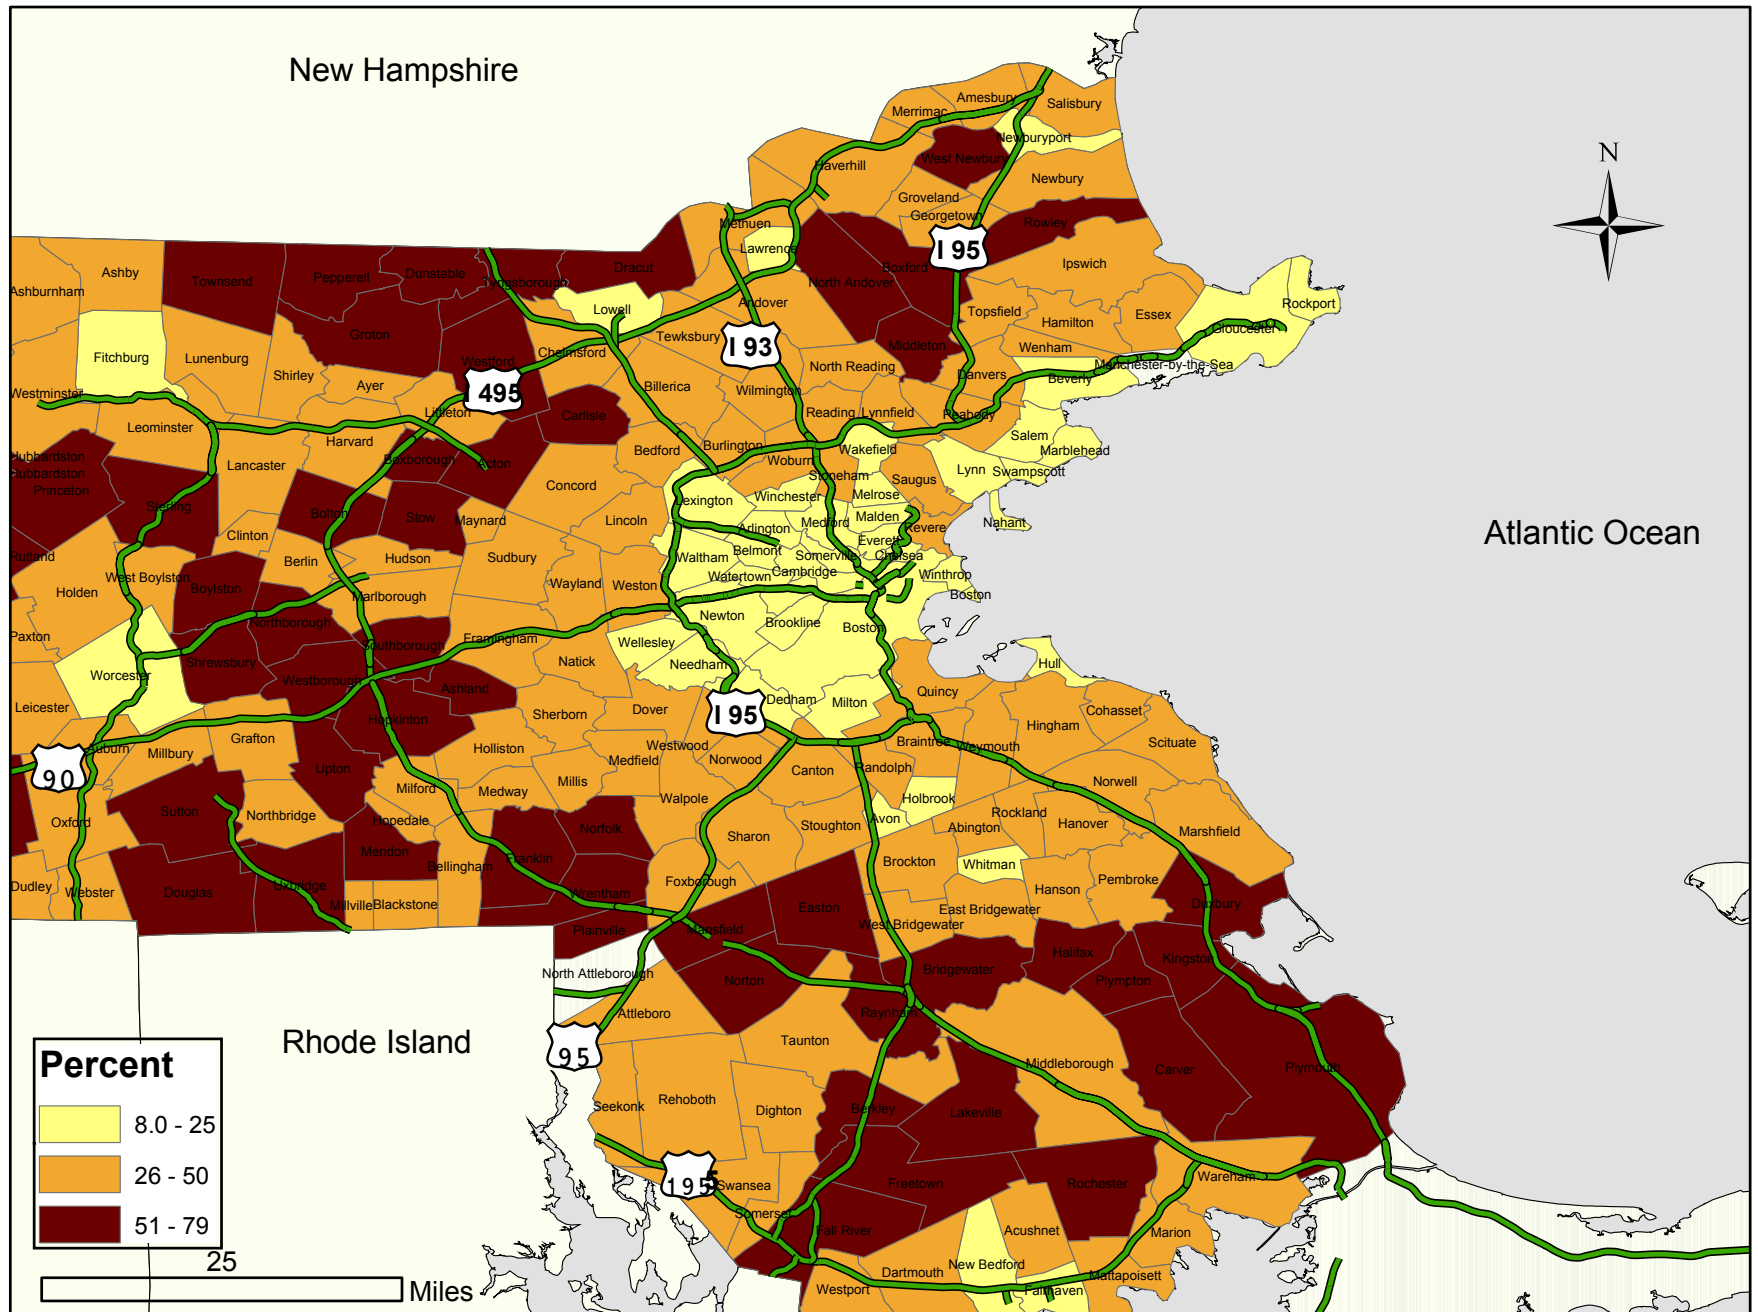 New Hampshire
Amesbury
Salisbury
Merrimac
Newburyport
West Newbury
Haverhill
Newbury
Groveland
Georgetown
Rowley
N
Methuen
Lawrence
I 95
Boxford
Ipswich
Ashby
Townsend
Pepperell
Dunstable
Tyngsborough
Dracut
North Andover
Ashburnham
Lowell
Andover
Topsfield
Hamilton
Essex
Gloucester
Rockport
Groton
Tewksbury
I 93
Middleton
Wenham
Fitchburg
Lunenburg
Shirley
Ayer
Westford
Chelmsford
Billerica
Wilmington
North Reading
Danvers
Beverly
Manchester-by-the-Sea
Westminster
I 495
Littleton
Carlisle
Reading
Lynnfield
Peabody
Leominster
Harvard
Bedford
Burlington
Woburn
Wakefield
Salem
Marblehead
Hubbardston
Hubbardston
Princeton
Lancaster
Boxborough
Acton
Concord
Stoneham
Saugus
Lynn
Swampscott
Sterling
Bolton
Stow
Maynard
Lincoln
Lexington
Winchester
Melrose
Malden
Medford
Arlington
Everett
Revere
Nahant
Atlantic Ocean
Clinton
Berlin
Hudson
Sudbury
Waltham
Belmont
Somerville
Chelsea
Rutland
Holden
West Boylston
Boylston
Marlborough
Wayland
Weston
Watertown
Cambridge
Winthrop
Boston
Paxton
Northborough
Southborough
Framingham
Newton
Brookline
Boston
Worcester
Shrewsbury
Westborough
Natick
Wellesley
Needham
Hull
Leicester
Ashland
Hopkinton
Sherborn
Dover
I 95
Dedham
Milton
Quincy
Cohasset
Hingham
Auburn
Millbury
Grafton
Holliston
Westwood
Medfield
Norwood
Braintree
Weymouth
Scituate
90
Upton
Milford
Medway
Millis
Canton
Randolph
Norwell
Oxford
Sutton
Northbridge
Hopedale
Norfolk
Walpole
Sharon
Stoughton
Avon
Holbrook
Rockland
Abington
Hanover
Marshfield
Mendon
Bellingham
Franklin
Brockton
Whitman
Dudley
Webster
Douglas
Uxbridge
Millville
Blackstone
Wrentham
Foxborough
Easton
Hanson
Pembroke
Duxbury
East Bridgewater
West Bridgewater
Plainville
Mansfield
North Attleborough
Norton
Bridgewater
Halifax
Kingston
Plympton
Rhode Island
Attleboro
Raynham
Taunton
95
Middleborough
Carver
Plymouth
Percent
8.0 - 25
26 - 50
51 - 79
Seekonk
Rehoboth
Dighton
Berkley
Lakeville
195
5
Swansea
Freetown
Rochester
Wareham
Somerset
Fall River
Acushnet
Marion
25
Miles
Westport
Dartmouth
New Bedford
Fairhaven
Mattapoisett